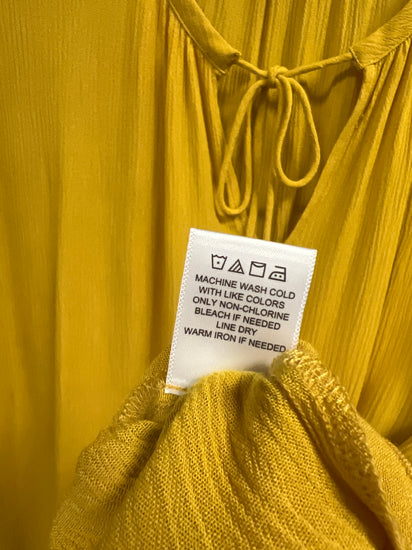 MACHINE WASH COLD
WITH LIKE COLORS
ONLY NON-CHLORINE
BLEACH IF NEEDED
LINE DRY
WARM IRON IF NEEDED